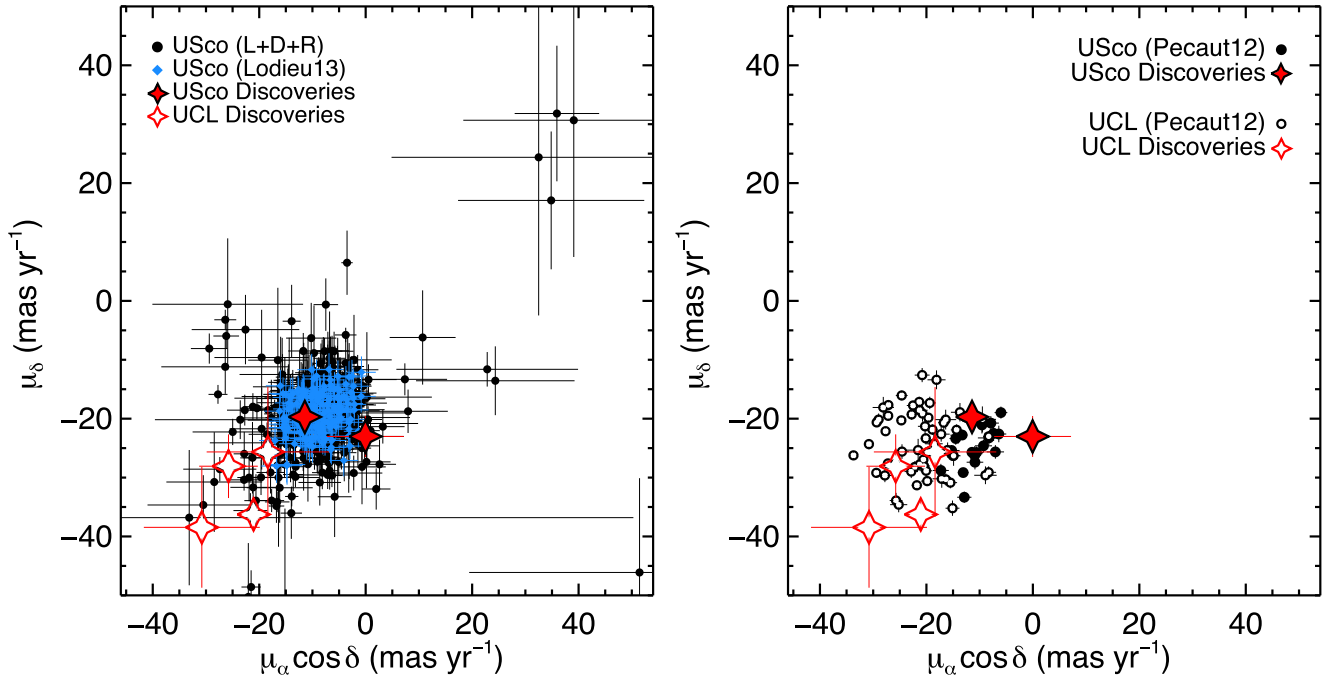 USco (L+D+R)
USco (Lodieu13)
USco Discoveries
UCL Discoveries
40
20
0
−20
−40
μδ (mas yr⁻¹)
−40 −20 0 20 40
μα cos δ (mas yr⁻¹)
USco (Pecaut12)
USco Discoveries
UCL (Pecaut12)
UCL Discoveries
40
20
0
−20
−40
μδ (mas yr⁻¹)
−40 −20 0 20 40
μα cos δ (mas yr⁻¹)